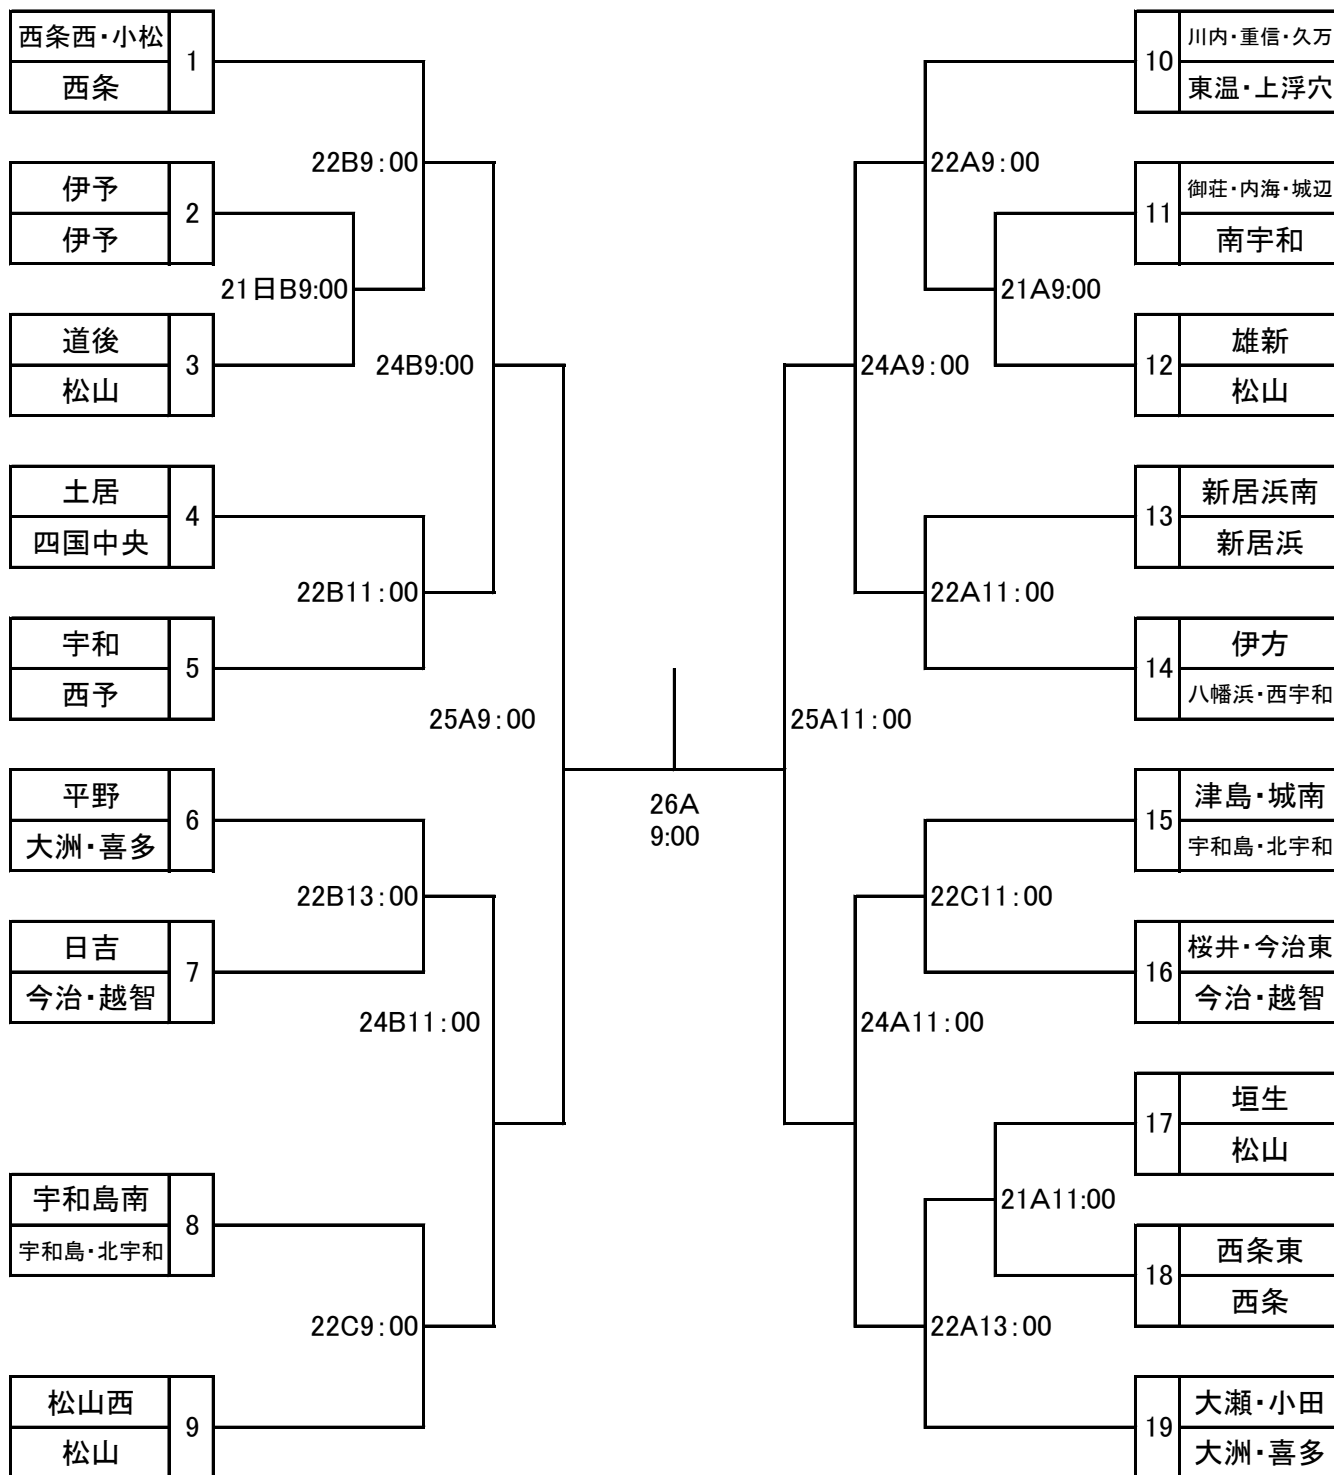 西条西・小松
1
西条
伊予
2
伊予
道後
3
松山
土居
4
四国中央
宇和
5
西予
平野
6
大洲・喜多
日吉
7
今治・越智
宇和島南
8
宇和島・北宇和
松山西
9
松山
22B9:00
21日B9:00
24B9:00
22B11:00
25A9:00
22B13:00
24B11:00
22C9:00
26A
9:00
22A9:00
21A9:00
24A9:00
22A11:00
25A11:00
22C11:00
24A11:00
21A11:00
22A13:00
10
川内・重信・久万
東温・上浮穴
11
御荘・内海・城辺
南宇和
12
雄新
松山
13
新居浜南
新居浜
14
伊方
八幡浜・西宇和
15
津島・城南
宇和島・北宇和
16
桜井・今治東
今治・越智
17
垣生
松山
18
西条東
西条
19
大瀬・小田
大洲・喜多